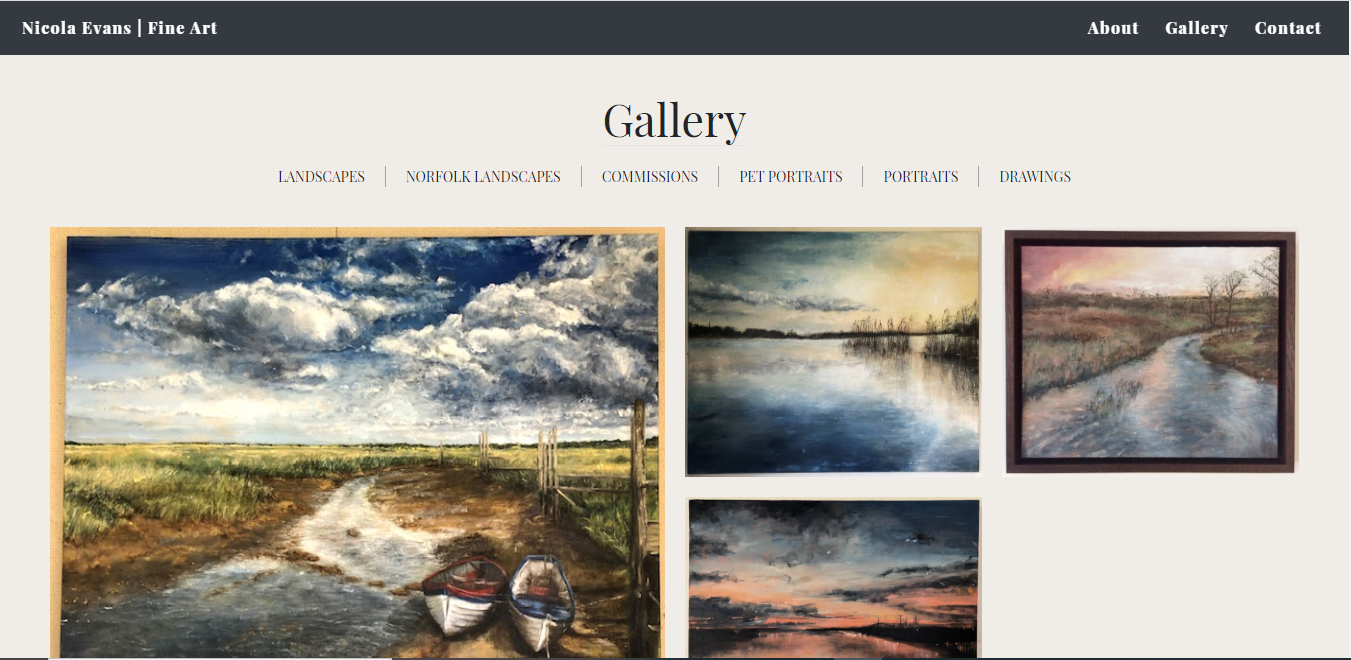 Nicola Evans | Fine Art About Gallery Contact
Gallery
LANDSCAPES NORFOLK LANDSCAPES COMMISSIONS PET PORTRAITS PORTRAITS DRAWINGS